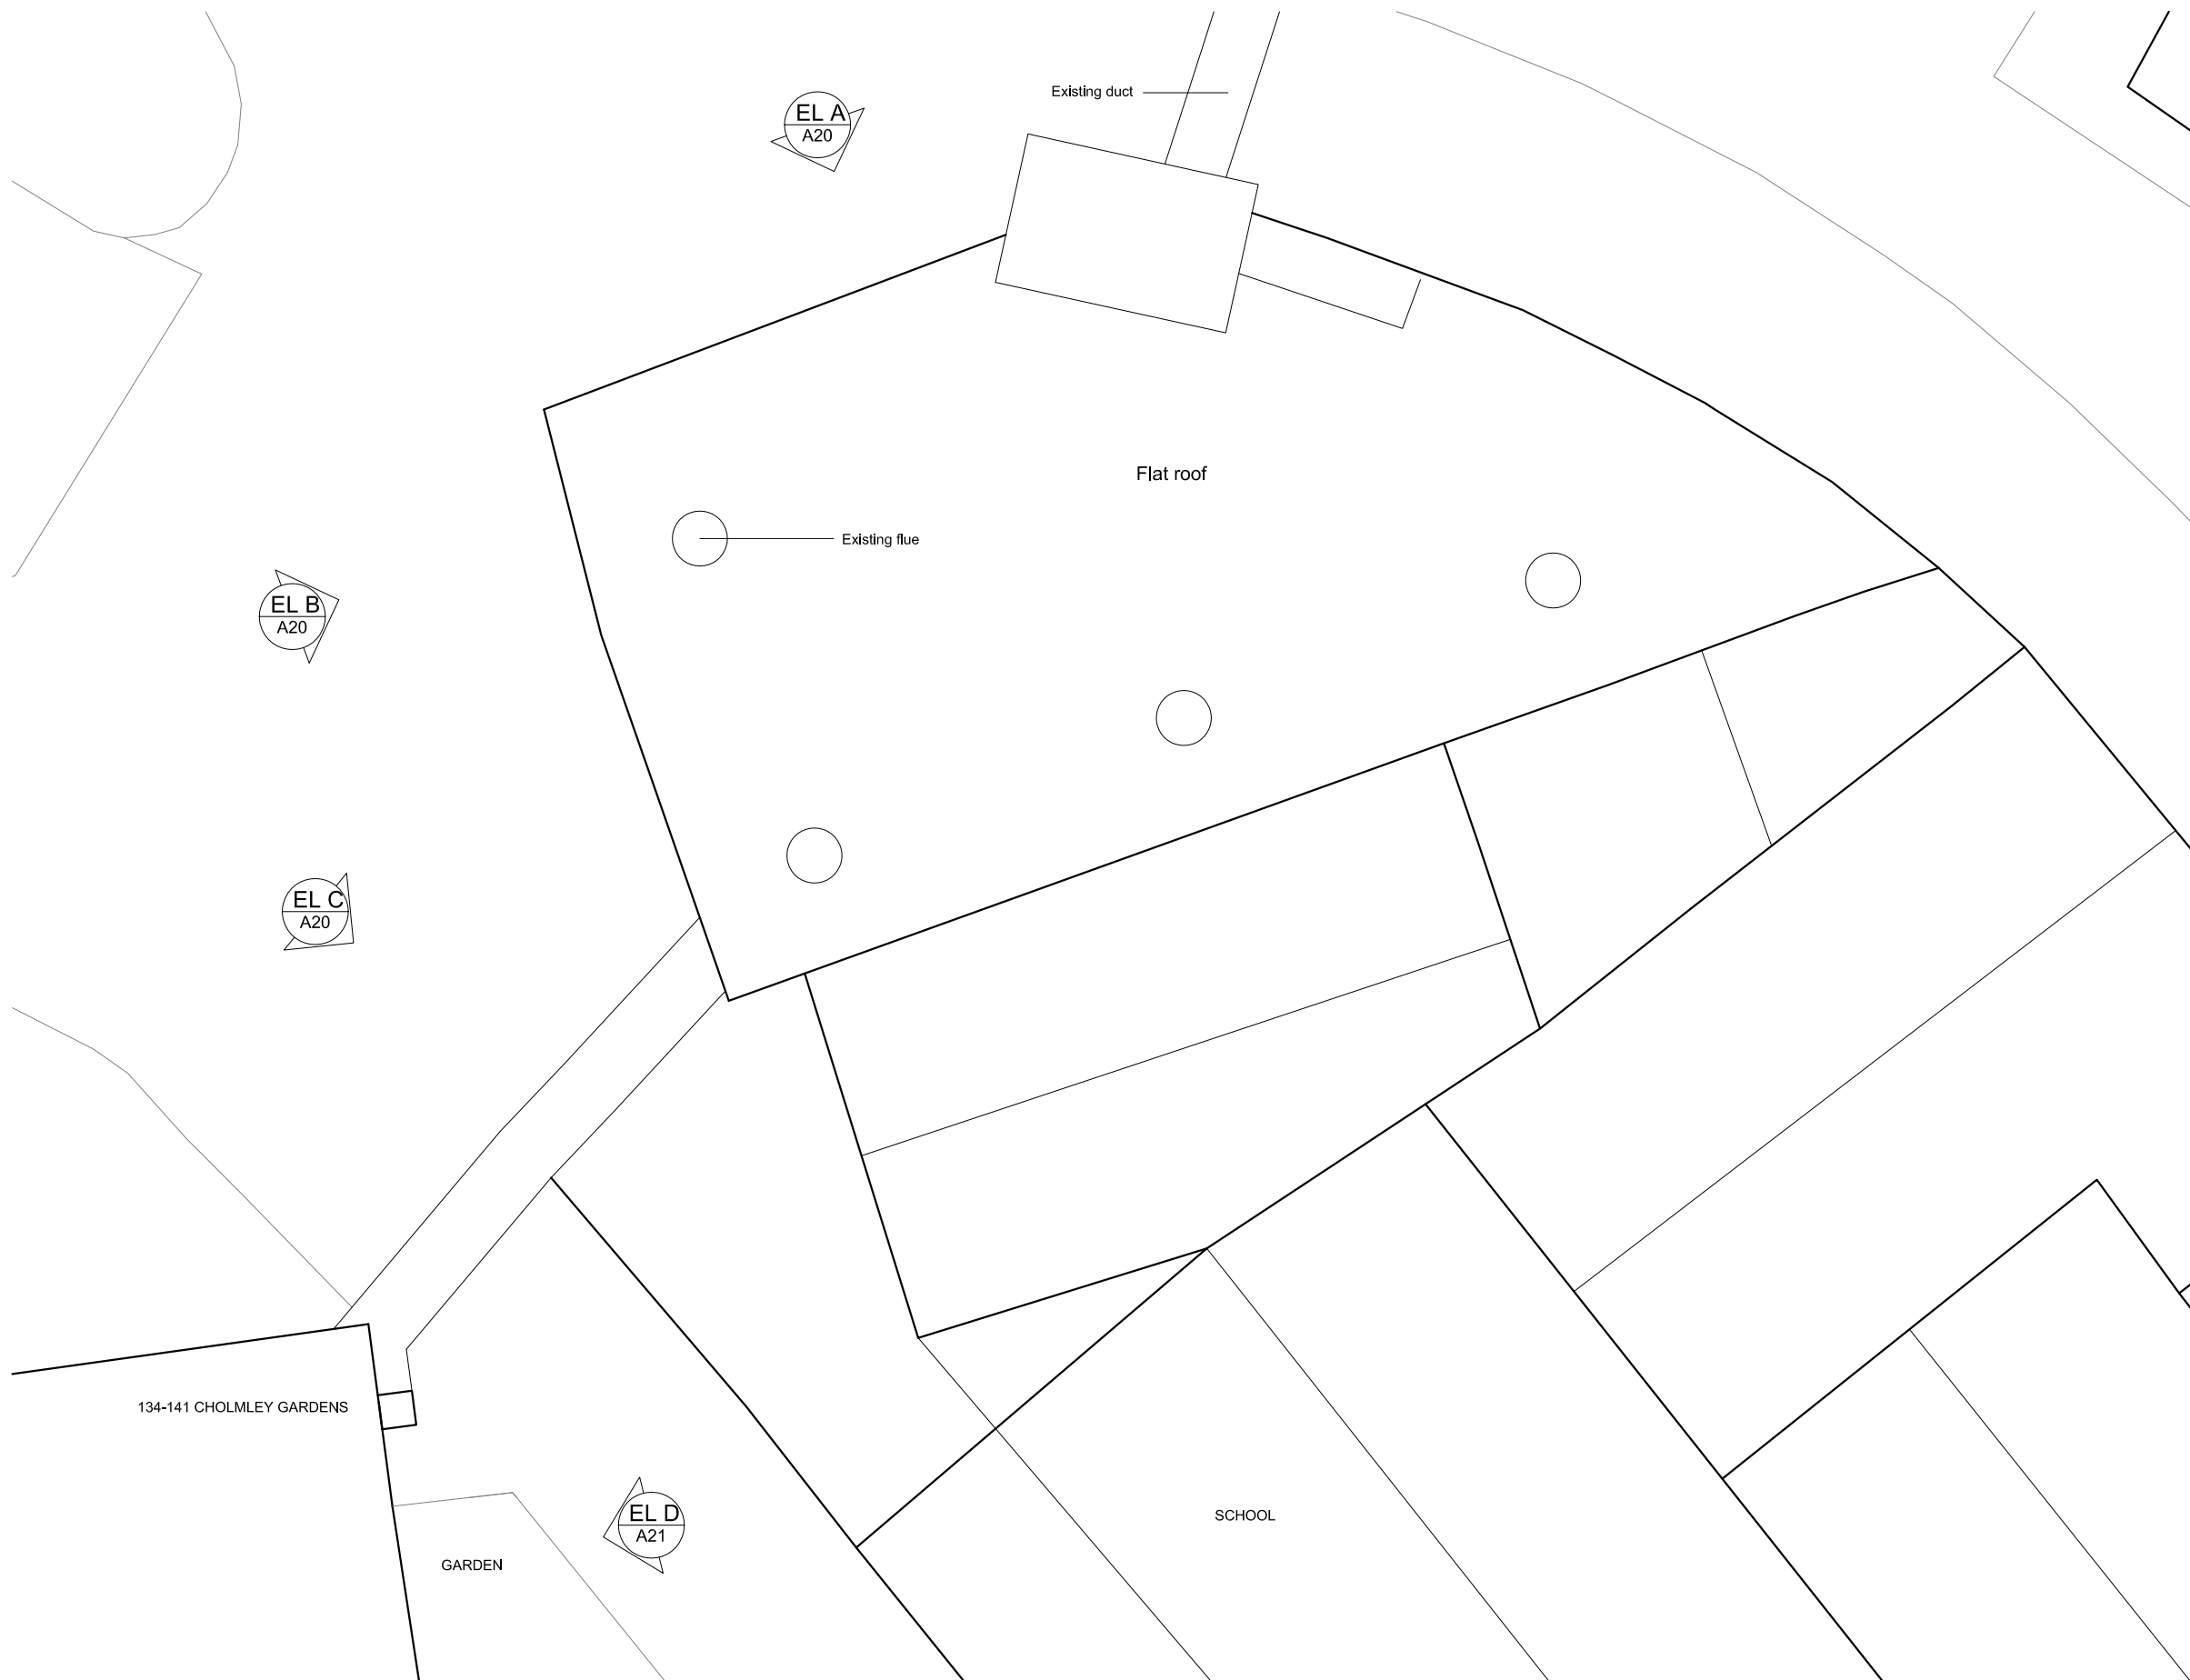 Existing duct
EL A
A20
Flat roof
Existing flue
EL B
A20
EL C
A20
134-141 CHOLMLEY GARDENS
EL D
A21
SCHOOL
GARDEN